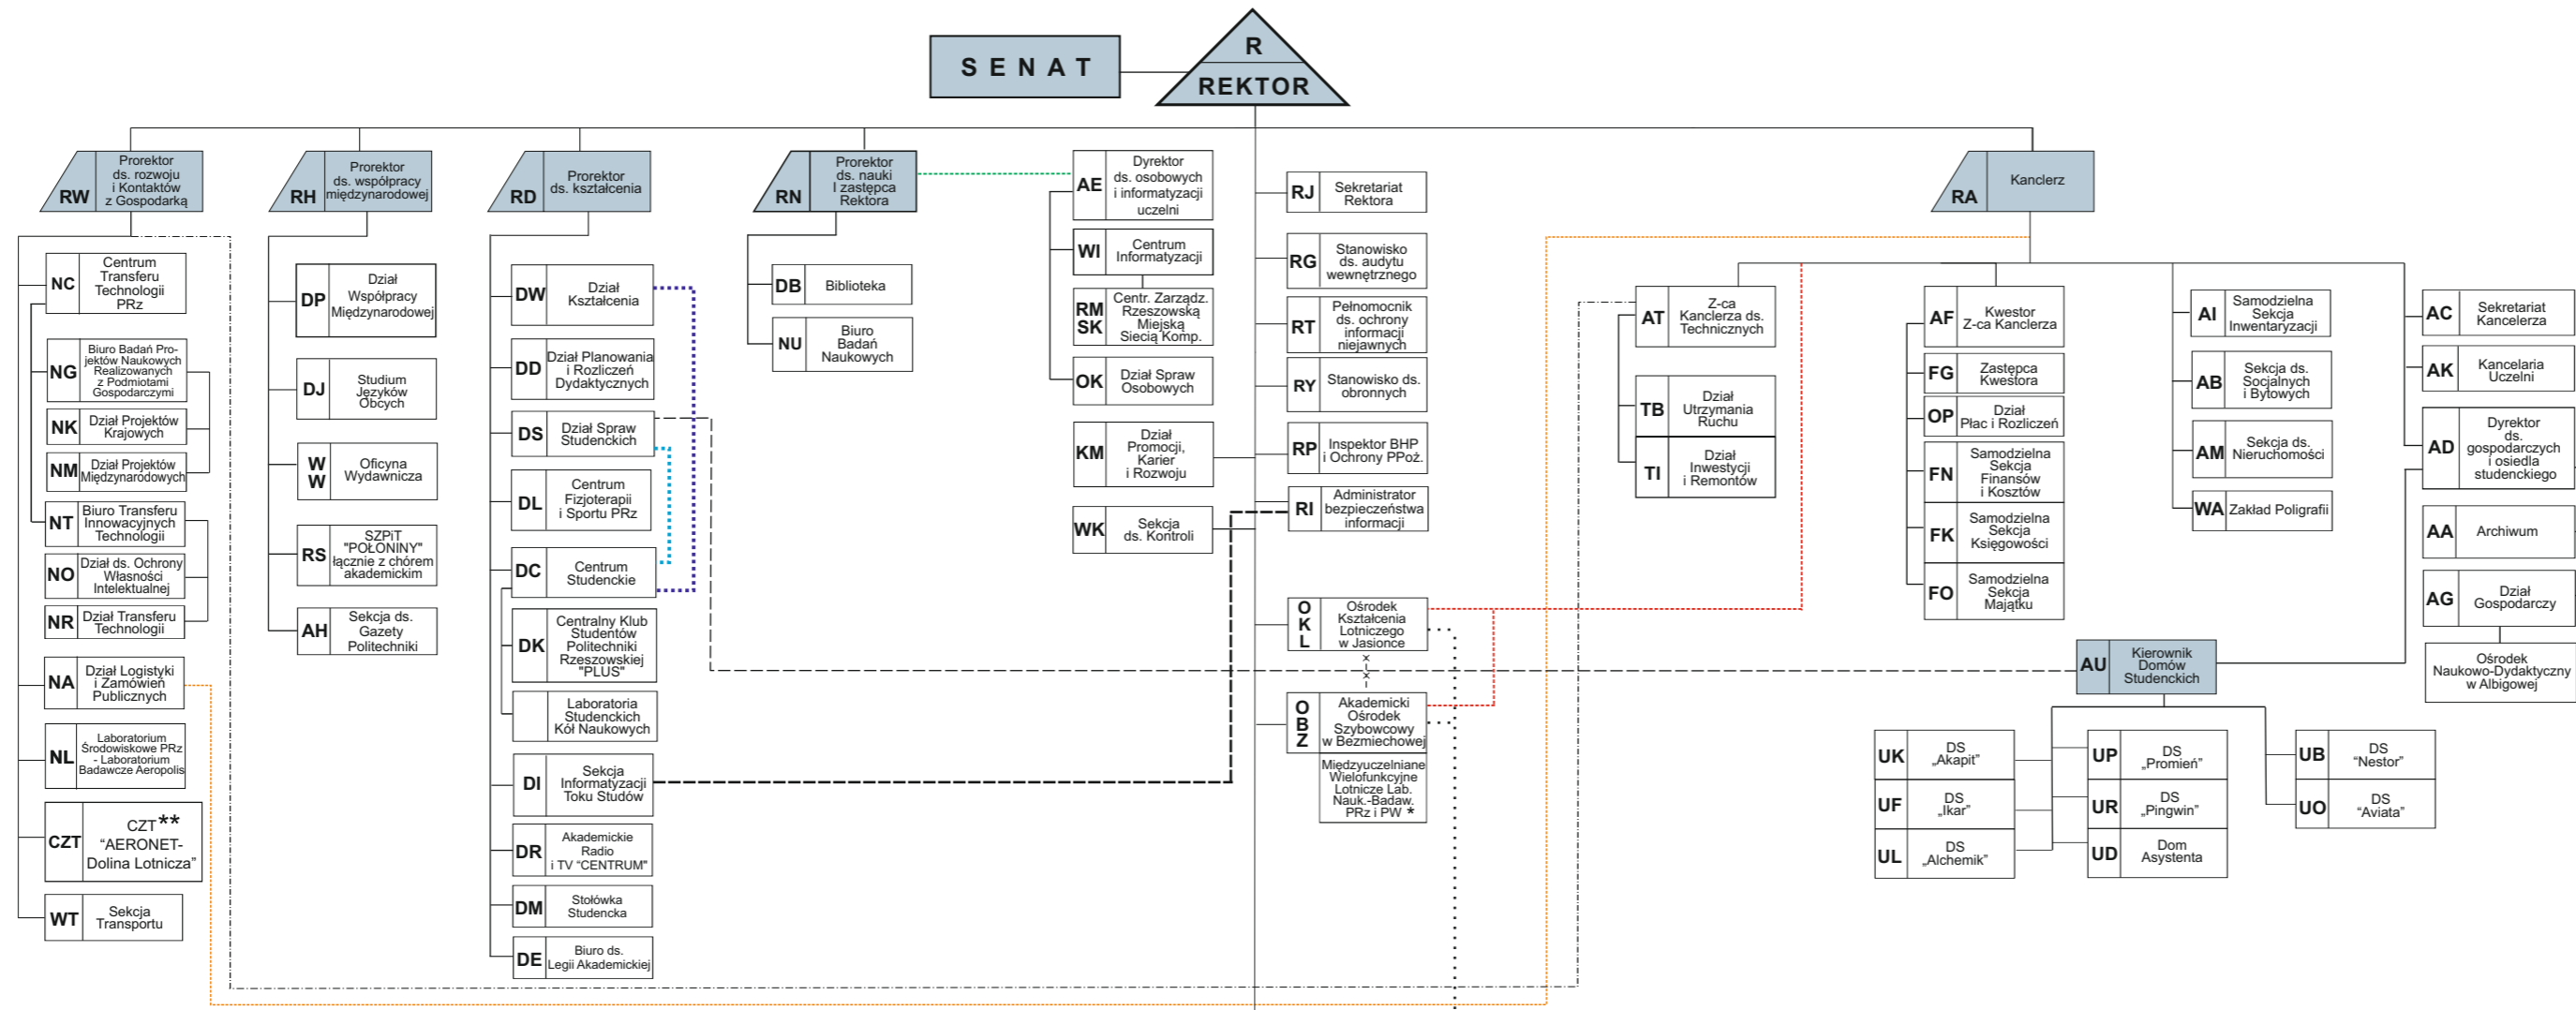 SENAT
R
REKTOR
RW
Prorektor
ds. rozwoju
i Kontaktów
z Gospodarką
RH
Prorektor
ds. współpracy
międzynarodowej
RD
Prorektor
ds. kształcenia
RN
Prorektor
ds. nauki
I zastępca
Rektora
AE
Dyrektor
ds. osobowych
i informatyzacji
uczelni
RJ
Sekretariat
Rektora
RA
Kanclerz
NC
Centrum
Transferu
Technologii
PRz
NG
Biuro Badań Pro-
jektów Naukowych
Realizowanych
z Podmiotami
Gospodarczymi
NK
Dział Projektów
Krajowych
NM
Dział Projektów
Międzynarodowych
NT
Biuro Transferu
Innowacyjnych
Technologii
NO
Dział ds. Ochrony
Własności
Intelektualnej
NR
Dział Transferu
Technologii
NA
Dział Logistyki
i Zamówień
Publicznych
NL
Laboratorium
Środowiskowe PRz
- Laboratorium
Badawcze Aeropolis
CZT
CZT**
“AERONET-
Dolina Lotnicza”
WT
Sekcja
Transportu
DP
Dział
Współpracy
Międzynarodowej
DJ
Studium
Języków
Obcych
W
W
Oficyna
Wydawnicza
RS
SZPiT
"POŁONINY"
łącznie z chórem
akademickim
AH
Sekcja ds.
Gazety
Politechniki
DW
Dział
Kształcenia
DD
Dział Planowania
i Rozliczeń
Dydaktycznych
DS
Dział Spraw
Studenckich
DL
Centrum
Fizjoterapii
i Sportu PRz
DC
Centrum
Studenckie
DK
Centralny Klub
Studentów
Politechniki
Rzeszowskiej
"PLUS"
Laboratoria
Studenckich
Kół Naukowych
DI
Sekcja
Informatyzacji
Toku Studów
DR
Akademickie
Radio
i TV “CENTRUM”
DM
Stołówka
Studencka
DE
Biuro ds.
Legii Akademickiej
DB
Biblioteka
NU
Biuro
Badań
Naukowych
WI
Centrum
Informatyzacji
RM
SK
Centr. Zarządz.
Rzeszowską
Miejską
Siecią Komp.
OK
Dział Spraw
Osobowych
KM
Dział
Promocji,
Karier
i Rozwoju
WK
Sekcja
ds. Kontroli
RG
Stanowisko
ds. audytu
wewnętrznego
RT
Pełnomocnik
ds. ochrony
informacji
niejawnych
RY
Stanowisko ds.
obronnych
RP
Inspektor BHP
i Ochrony PPoż.
RI
Administrator
bezpieczeństwa
informacji
O
K
L
Ośrodek
Kształcenia
Lotniczego
w Jasionce
O
B
Z
Akademicki
Ośrodek
Szybowcowy
w Bezmiechowej
Międzyuczelniane
Wielofunkcyjne
Lotnicze Lab.
Nauk.-Badaw.
PRz i PW *
AT
Z-ca
Kanclerza ds.
Technicznych
TB
Dział
Utrzymania
Ruchu
TI
Dział
Inwestycji
i Remontów
AF
Kwestor
Z-ca Kanclerza
FG
Zastępca
Kwestora
OP
Dział
Płac i Rozliczeń
FN
Samodzielna
Sekcja
Finansów
i Kosztów
FK
Samodzielna
Sekcja
Księgowości
FO
Samodzielna
Sekcja
Majątku
AI
Samodzielna
Sekcja
Inwentaryzacji
AB
Sekcja ds.
Socjalnych
i Bytowych
AM
Sekcja ds.
Nieruchomości
WA
Zakład Poligrafii
AC
Sekretariat
Kancelerza
AK
Kancelaria
Uczelni
AD
Dyrektor
ds.
gospodarczych
i osiedla
studenckiego
AA
Archiwum
AG
Dział
Gospodarczy
Ośrodek
Naukowo-Dydaktyczny
w Albigowej
AU
Kierownik
Domów
Studenckich
UK
DS
„Akapit”
UF
DS
„Ikar”
UL
DS
„Alchemik”
UP
DS
„Promień”
UR
DS
„Pingwin”
UD
Dom
Asystenta
UB
DS
“Nestor”
UO
DS
“Aviata”